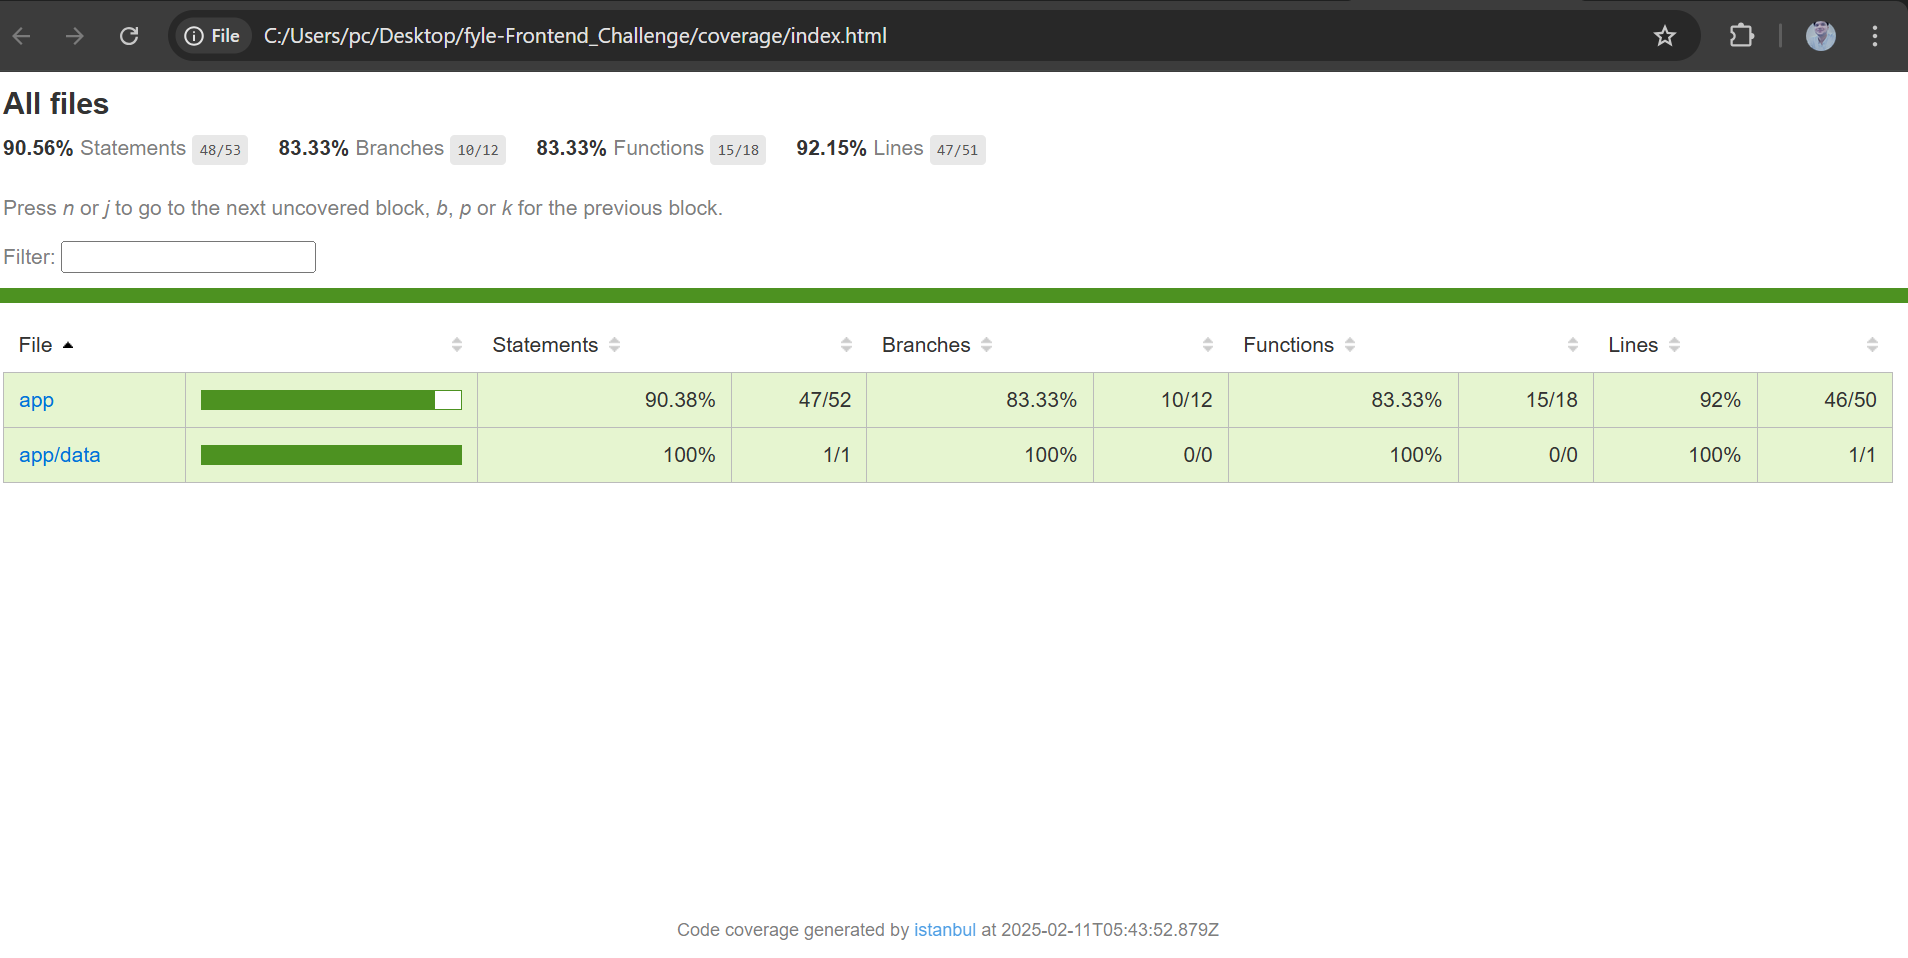 File C:/Users/pc/Desktop/fyle-Frontend_Challenge/coverage/index.html
All files
90.56% Statements 48/53 83.33% Branches 10/12 83.33% Functions 15/18 92.15% Lines 47/51
Press n or j to go to the next uncovered block, b, p or k for the previous block.
Filter:
File Statements Branches Functions Lines
app 90.38% 47/52 83.33% 10/12 83.33% 15/18 92% 46/50
app/data 100% 1/1 100% 0/0 100% 0/0 100% 1/1
Code coverage generated by istanbul at 2025-02-11T05:43:52.879Z